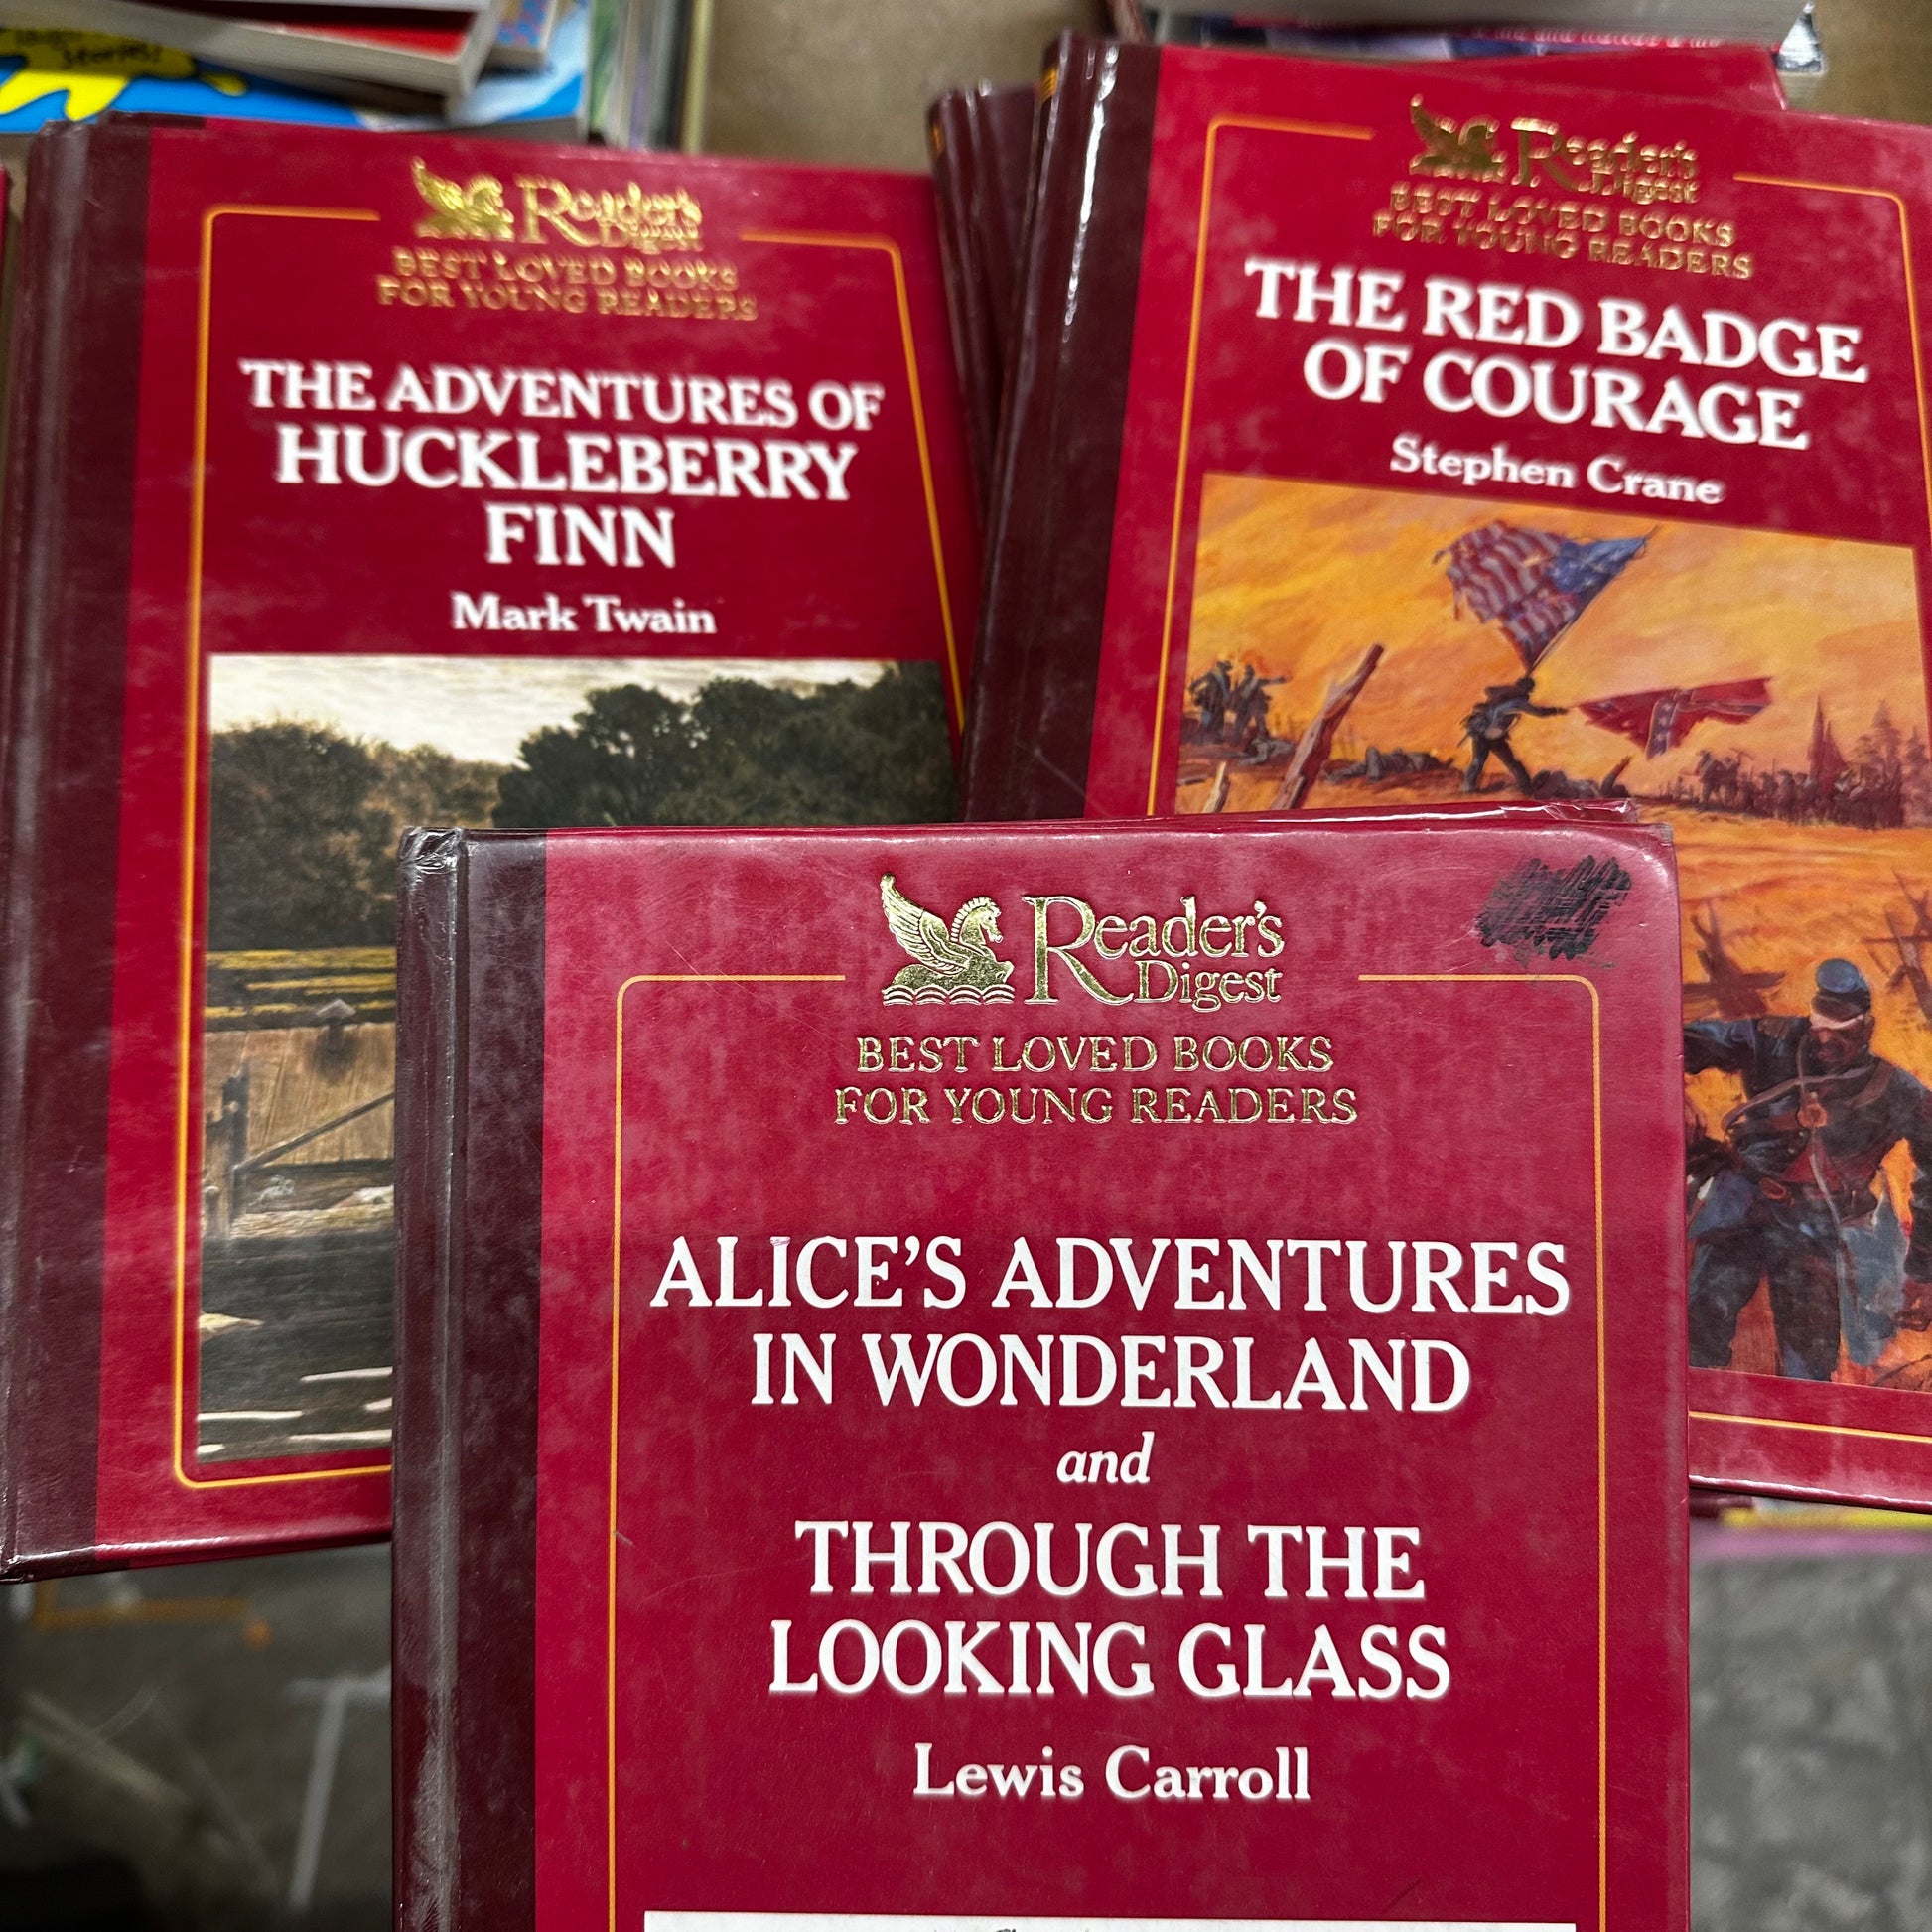 Stories!
Reader's
Digest
BEST LOVED BOOKS
FOR YOUNG READERS
THE ADVENTURES OF
HUCKLEBERRY
FINN
Mark Twain
Reader's
Digest
BEST LOVED BOOKS
FOR YOUNG READERS
THE RED BADGE
OF COURAGE
Stephen Crane
Reader's
Digest
BEST LOVED BOOKS
FOR YOUNG READERS
ALICE'S ADVENTURES
IN WONDERLAND
and
THROUGH THE
LOOKING GLASS
Lewis Carroll